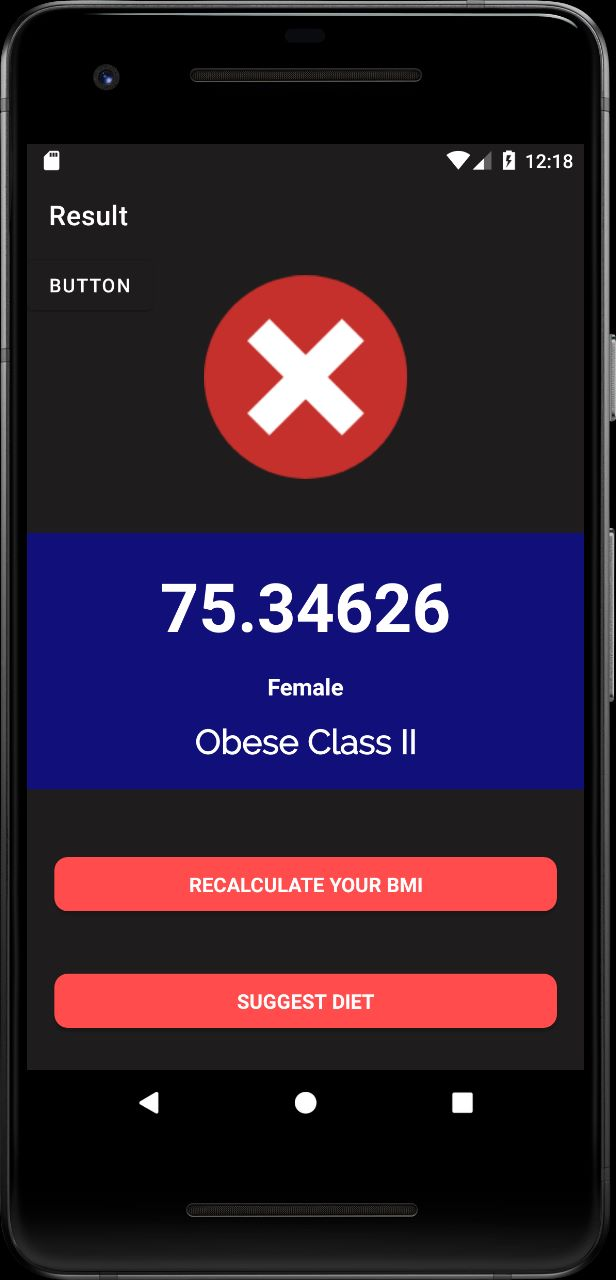 12:18
Result
BUTTON
75.34626
Female
Obese Class II
RECALCULATE YOUR BMI
SUGGEST DIET